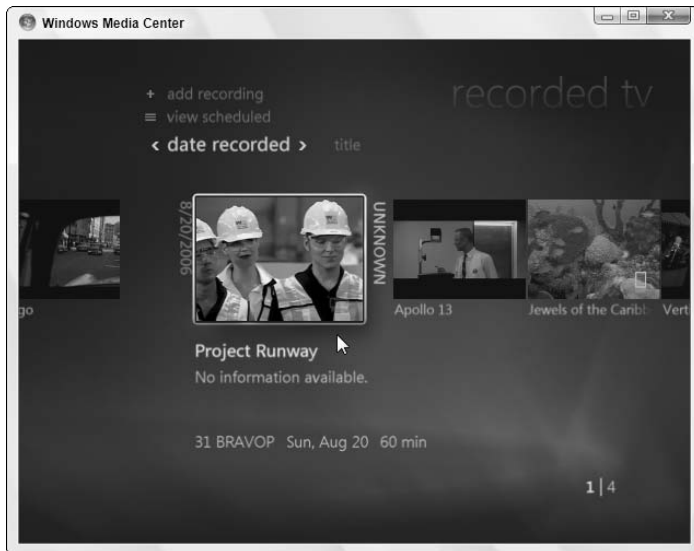 Windows Media Center
recorded tv
+ add recording
≡ view scheduled
< date recorded > title
8/20/2006
UNKNOWN
go
Apollo 13
Jewels of the Caribb
Vert
Project Runway
No information available.
31 BRAVOP Sun, Aug 20 60 min
1 | 4